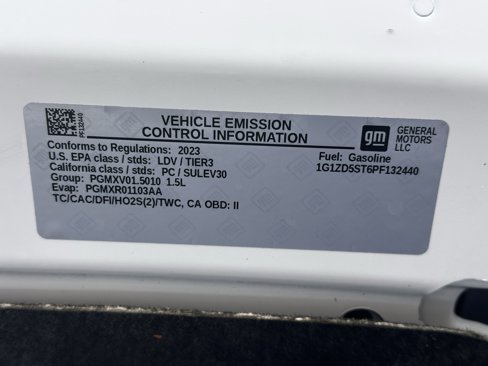 PF132440
VEHICLE EMISSION
CONTROL INFORMATION
gm
GENERAL
MOTORS
LLC
Conforms to Regulations: 2023
U.S. EPA class / stds: LDV / TIER3
California class / stds: PC / SULEV30
Group: PGMXV01.5010 1.5L
Evap: PGMXR01103AA
TC/CAC/DFI/HO2S(2)/TWC, CA OBD: II
Fuel: Gasoline
1G1ZD5ST6PF132440